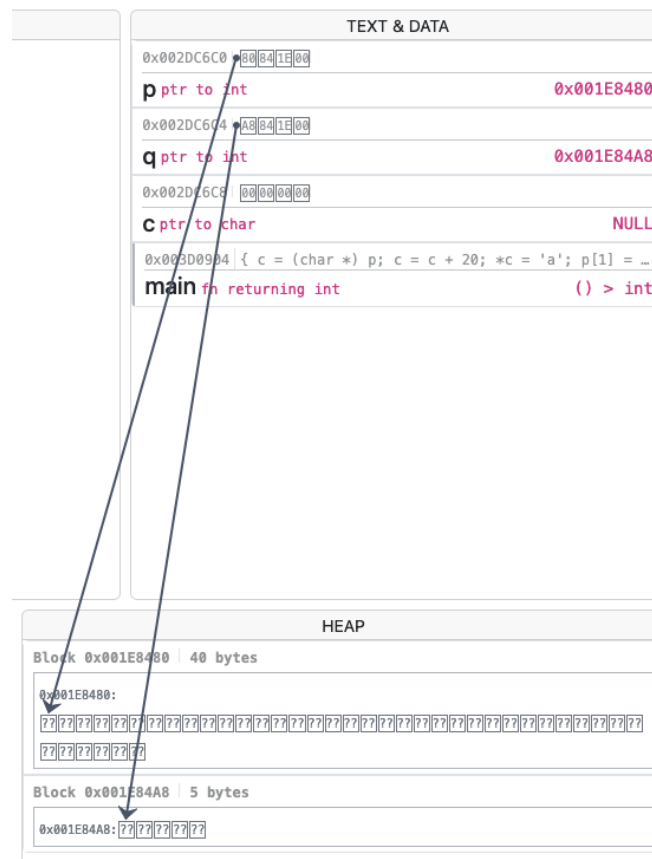 TEXT & DATA
0x002DC6C0 80 84 1E 00
p ptr to int 0x001E8480
0x002DC6C4 A8 84 1E 00
q ptr to int 0x001E84A8
0x002DC6C8 00 00 00 00
c ptr to char NULL
0x003D0904 { c = (char *) p; c = c + 20; *c = 'a'; p[1] = …
main fn returning int () > int
HEAP
Block 0x001E8480 40 bytes
0x001E8480:
?? ?? ?? ?? ?? ?? ?? ?? ?? ?? ?? ?? ?? ?? ?? ?? ?? ?? ?? ?? ?? ?? ?? ?? ?? ?? ?? ?? ?? ?? ?? ?? ?? ??
?? ?? ?? ?? ?? ??
Block 0x001E84A8 5 bytes
0x001E84A8: ?? ?? ?? ?? ??